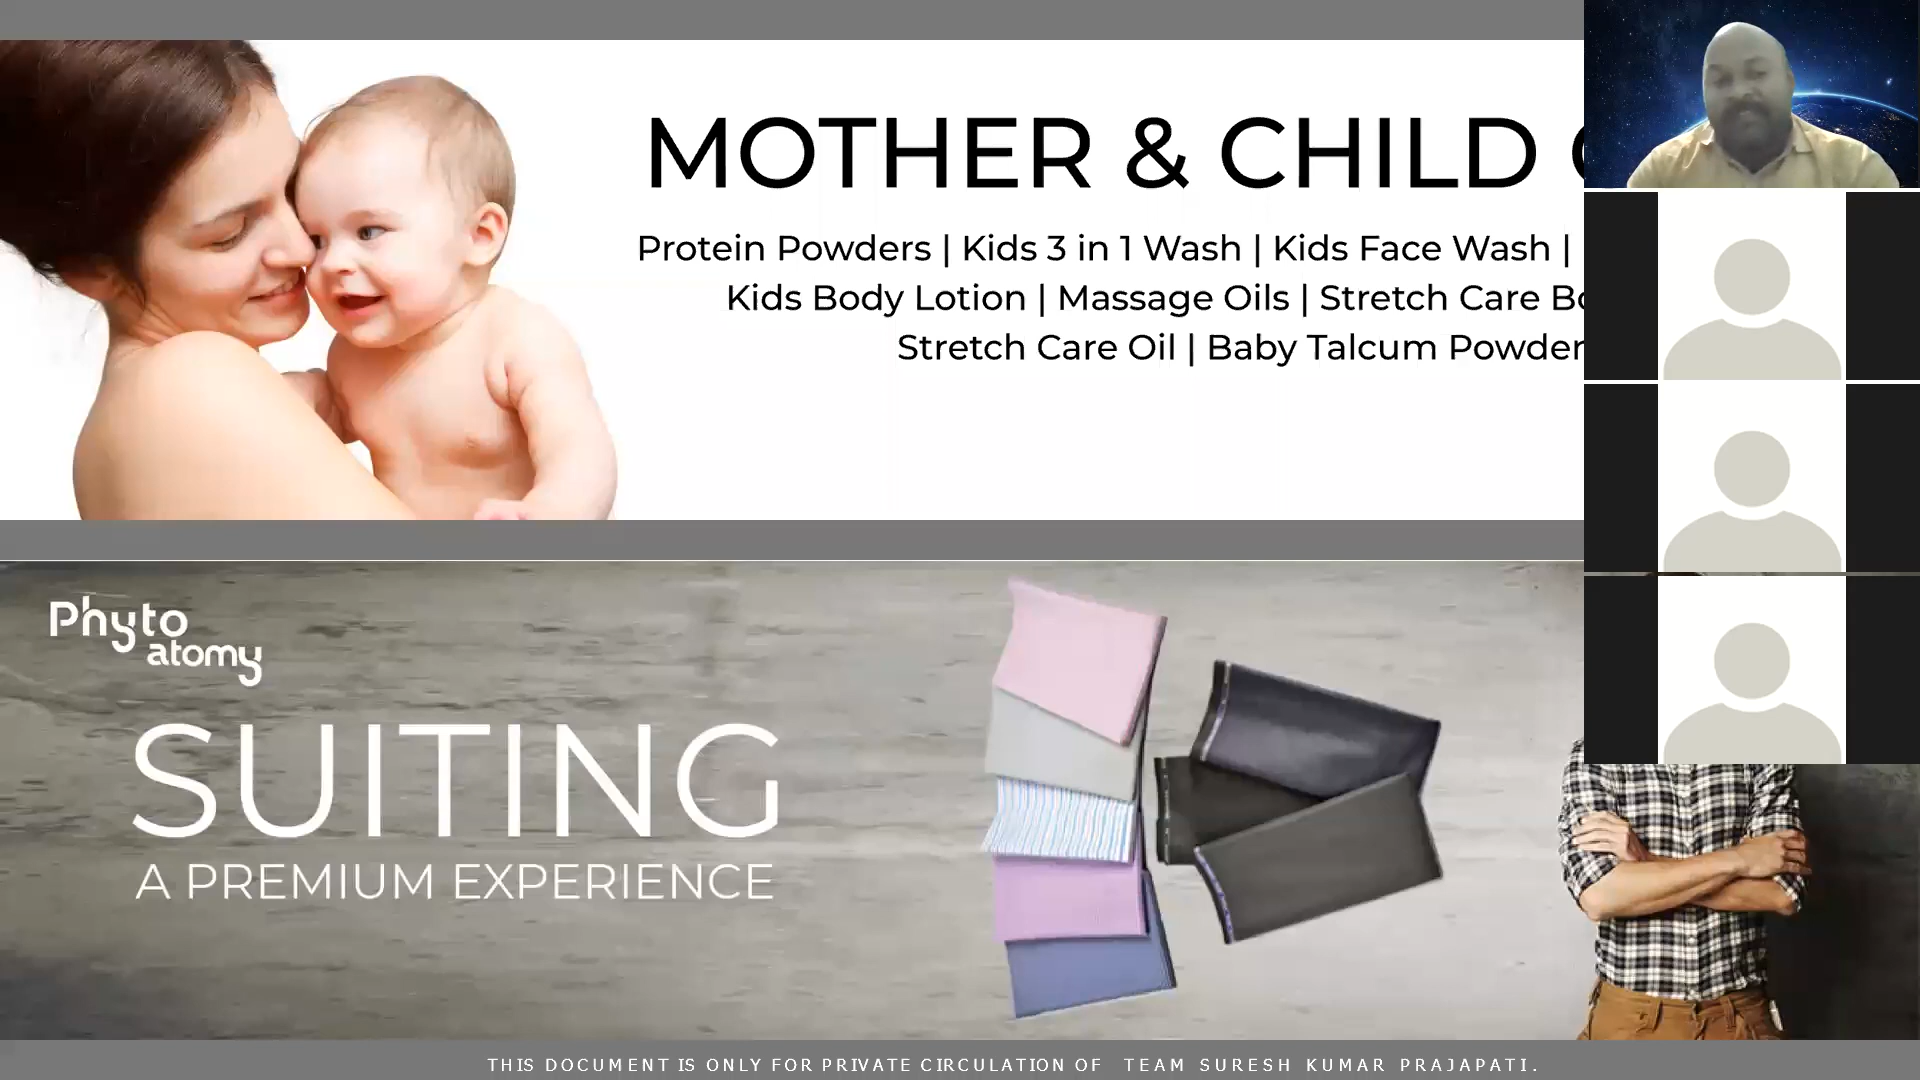 MOTHER & CHILD
Protein Powders | Kids 3 in 1 Wash | Kids Face Wash |
Kids Body Lotion | Massage Oils | Stretch Care
Stretch Care Oil | Baby Talcum Powder
Phyto
atomy
SUITING
A PREMIUM EXPERIENCE
THIS DOCUMENT IS ONLY FOR PRIVATE CIRCULATION OF TEAM SURESH KUMAR PRAJAPATI.